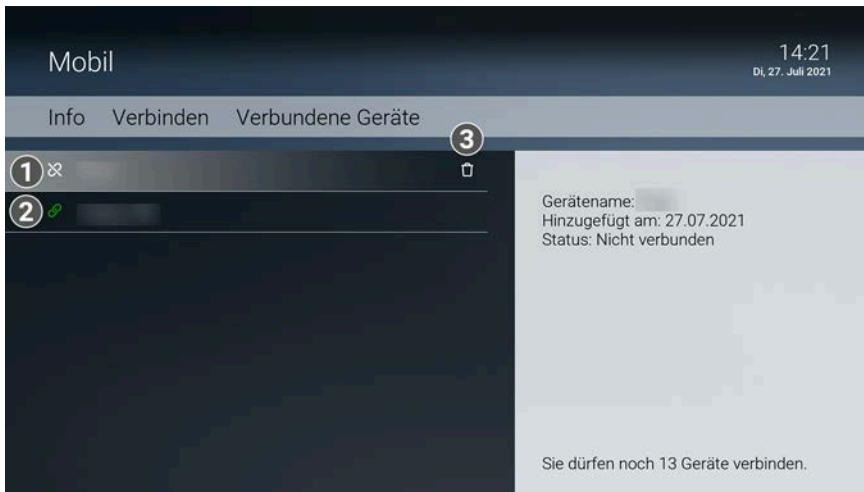 Mobil
14:21
Di, 27. Juli 2021
Info Verbinden Verbundene Geräte
3
1
2
Gerätename:
Hinzugefügt am: 27.07.2021
Status: Nicht verbunden
Sie dürfen noch 13 Geräte verbinden.